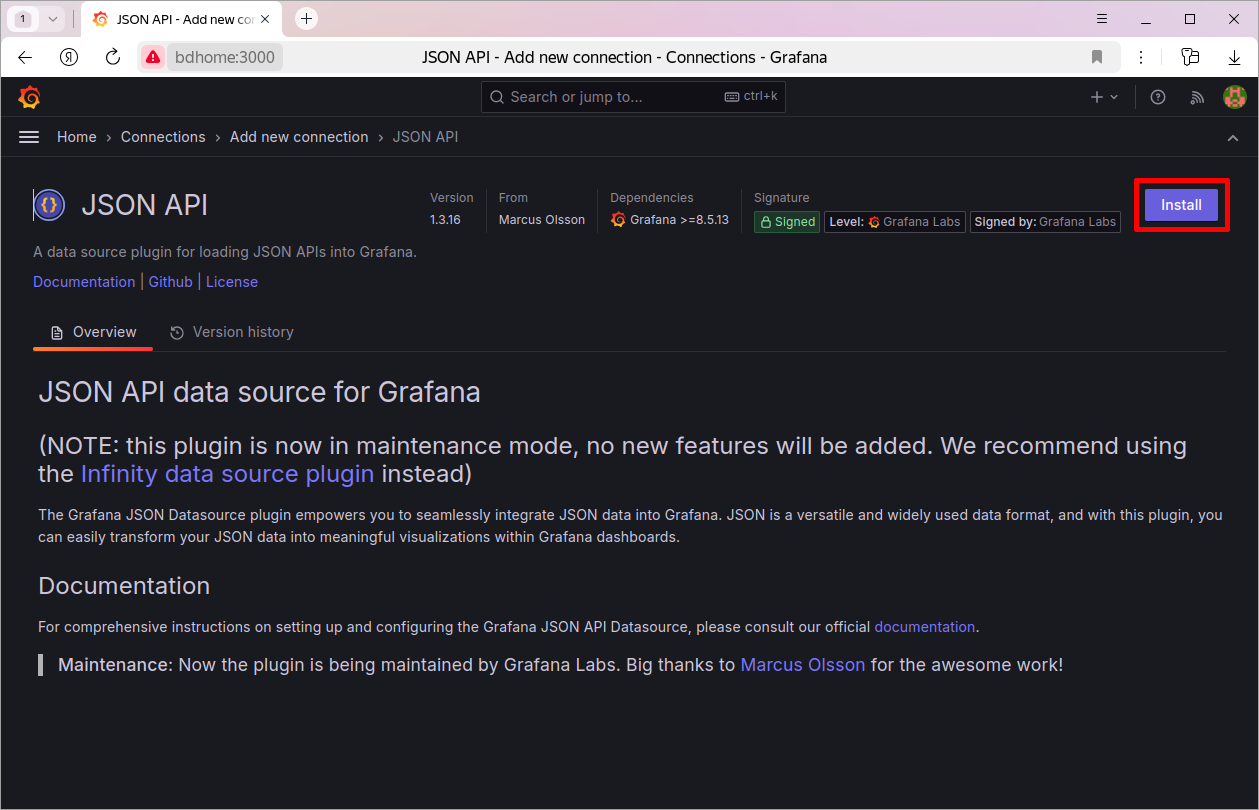 1
JSON API - Add new cor
bdhome:3000
JSON API - Add new connection - Connections - Grafana
Search or jump to...
ctrl+k
Home › Connections › Add new connection › JSON API
JSON API
Version
1.3.16
From
Marcus Olsson
Dependencies
Grafana >=8.5.13
Signature
Signed
Level: Grafana Labs
Signed by: Grafana Labs
Install
A data source plugin for loading JSON APIs into Grafana.
Documentation | Github | License
Overview
Version history
JSON API data source for Grafana
(NOTE: this plugin is now in maintenance mode, no new features will be added. We recommend using
the Infinity data source plugin instead)
The Grafana JSON Datasource plugin empowers you to seamlessly integrate JSON data into Grafana. JSON is a versatile and widely used data format, and with this plugin, you
can easily transform your JSON data into meaningful visualizations within Grafana dashboards.
Documentation
For comprehensive instructions on setting up and configuring the Grafana JSON API Datasource, please consult our official documentation.
Maintenance: Now the plugin is being maintained by Grafana Labs. Big thanks to Marcus Olsson for the awesome work!